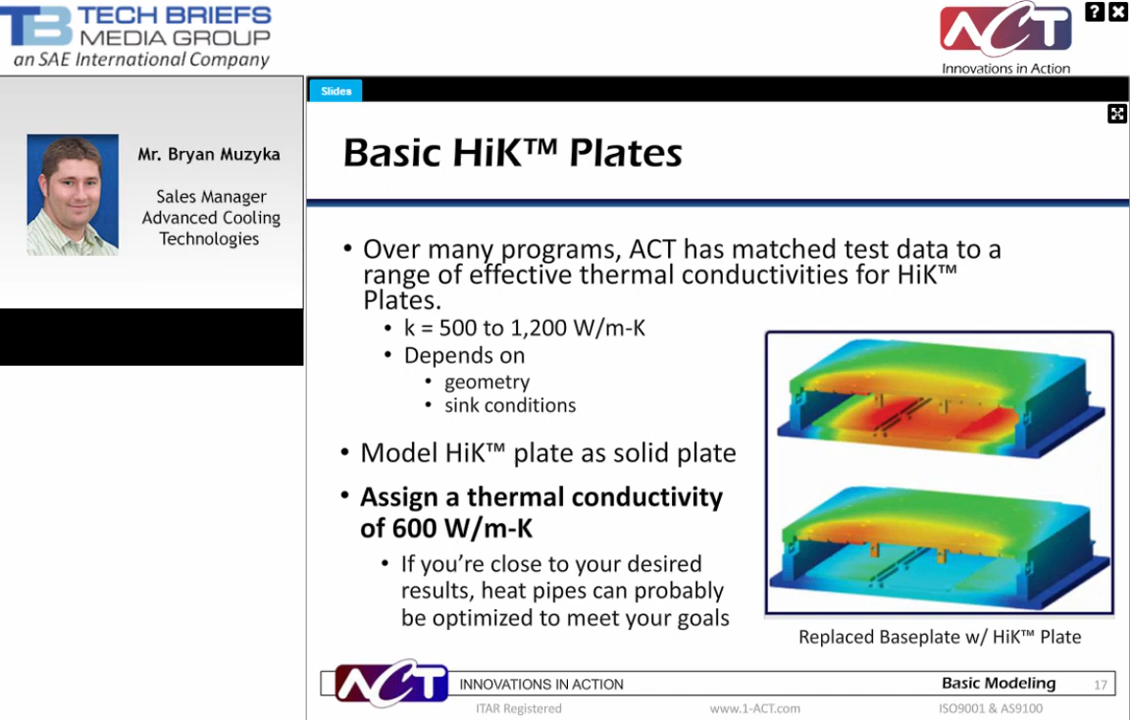 TECH BRIEFS
MEDIA GROUP
an SAE International Company
ACT
Innovations in Action
?
Mr. Bryan Muzyka
Sales Manager
Advanced Cooling
Technologies
Slides
Basic HiK™ Plates
• Over many programs, ACT has matched test data to a
range of effective thermal conductivities for HiK™
Plates.
• k = 500 to 1,200 W/m-K
• Depends on
• geometry
• sink conditions
• Model HiK™ plate as solid plate
• Assign a thermal conductivity
of 600 W/m-K
• If you’re close to your desired
results, heat pipes can probably
be optimized to meet your goals
Replaced Baseplate w/ HiK™ Plate
ACT
INNOVATIONS IN ACTION
Basic Modeling
17
ITAR Registered
www.1-ACT.com
ISO9001 & AS9100